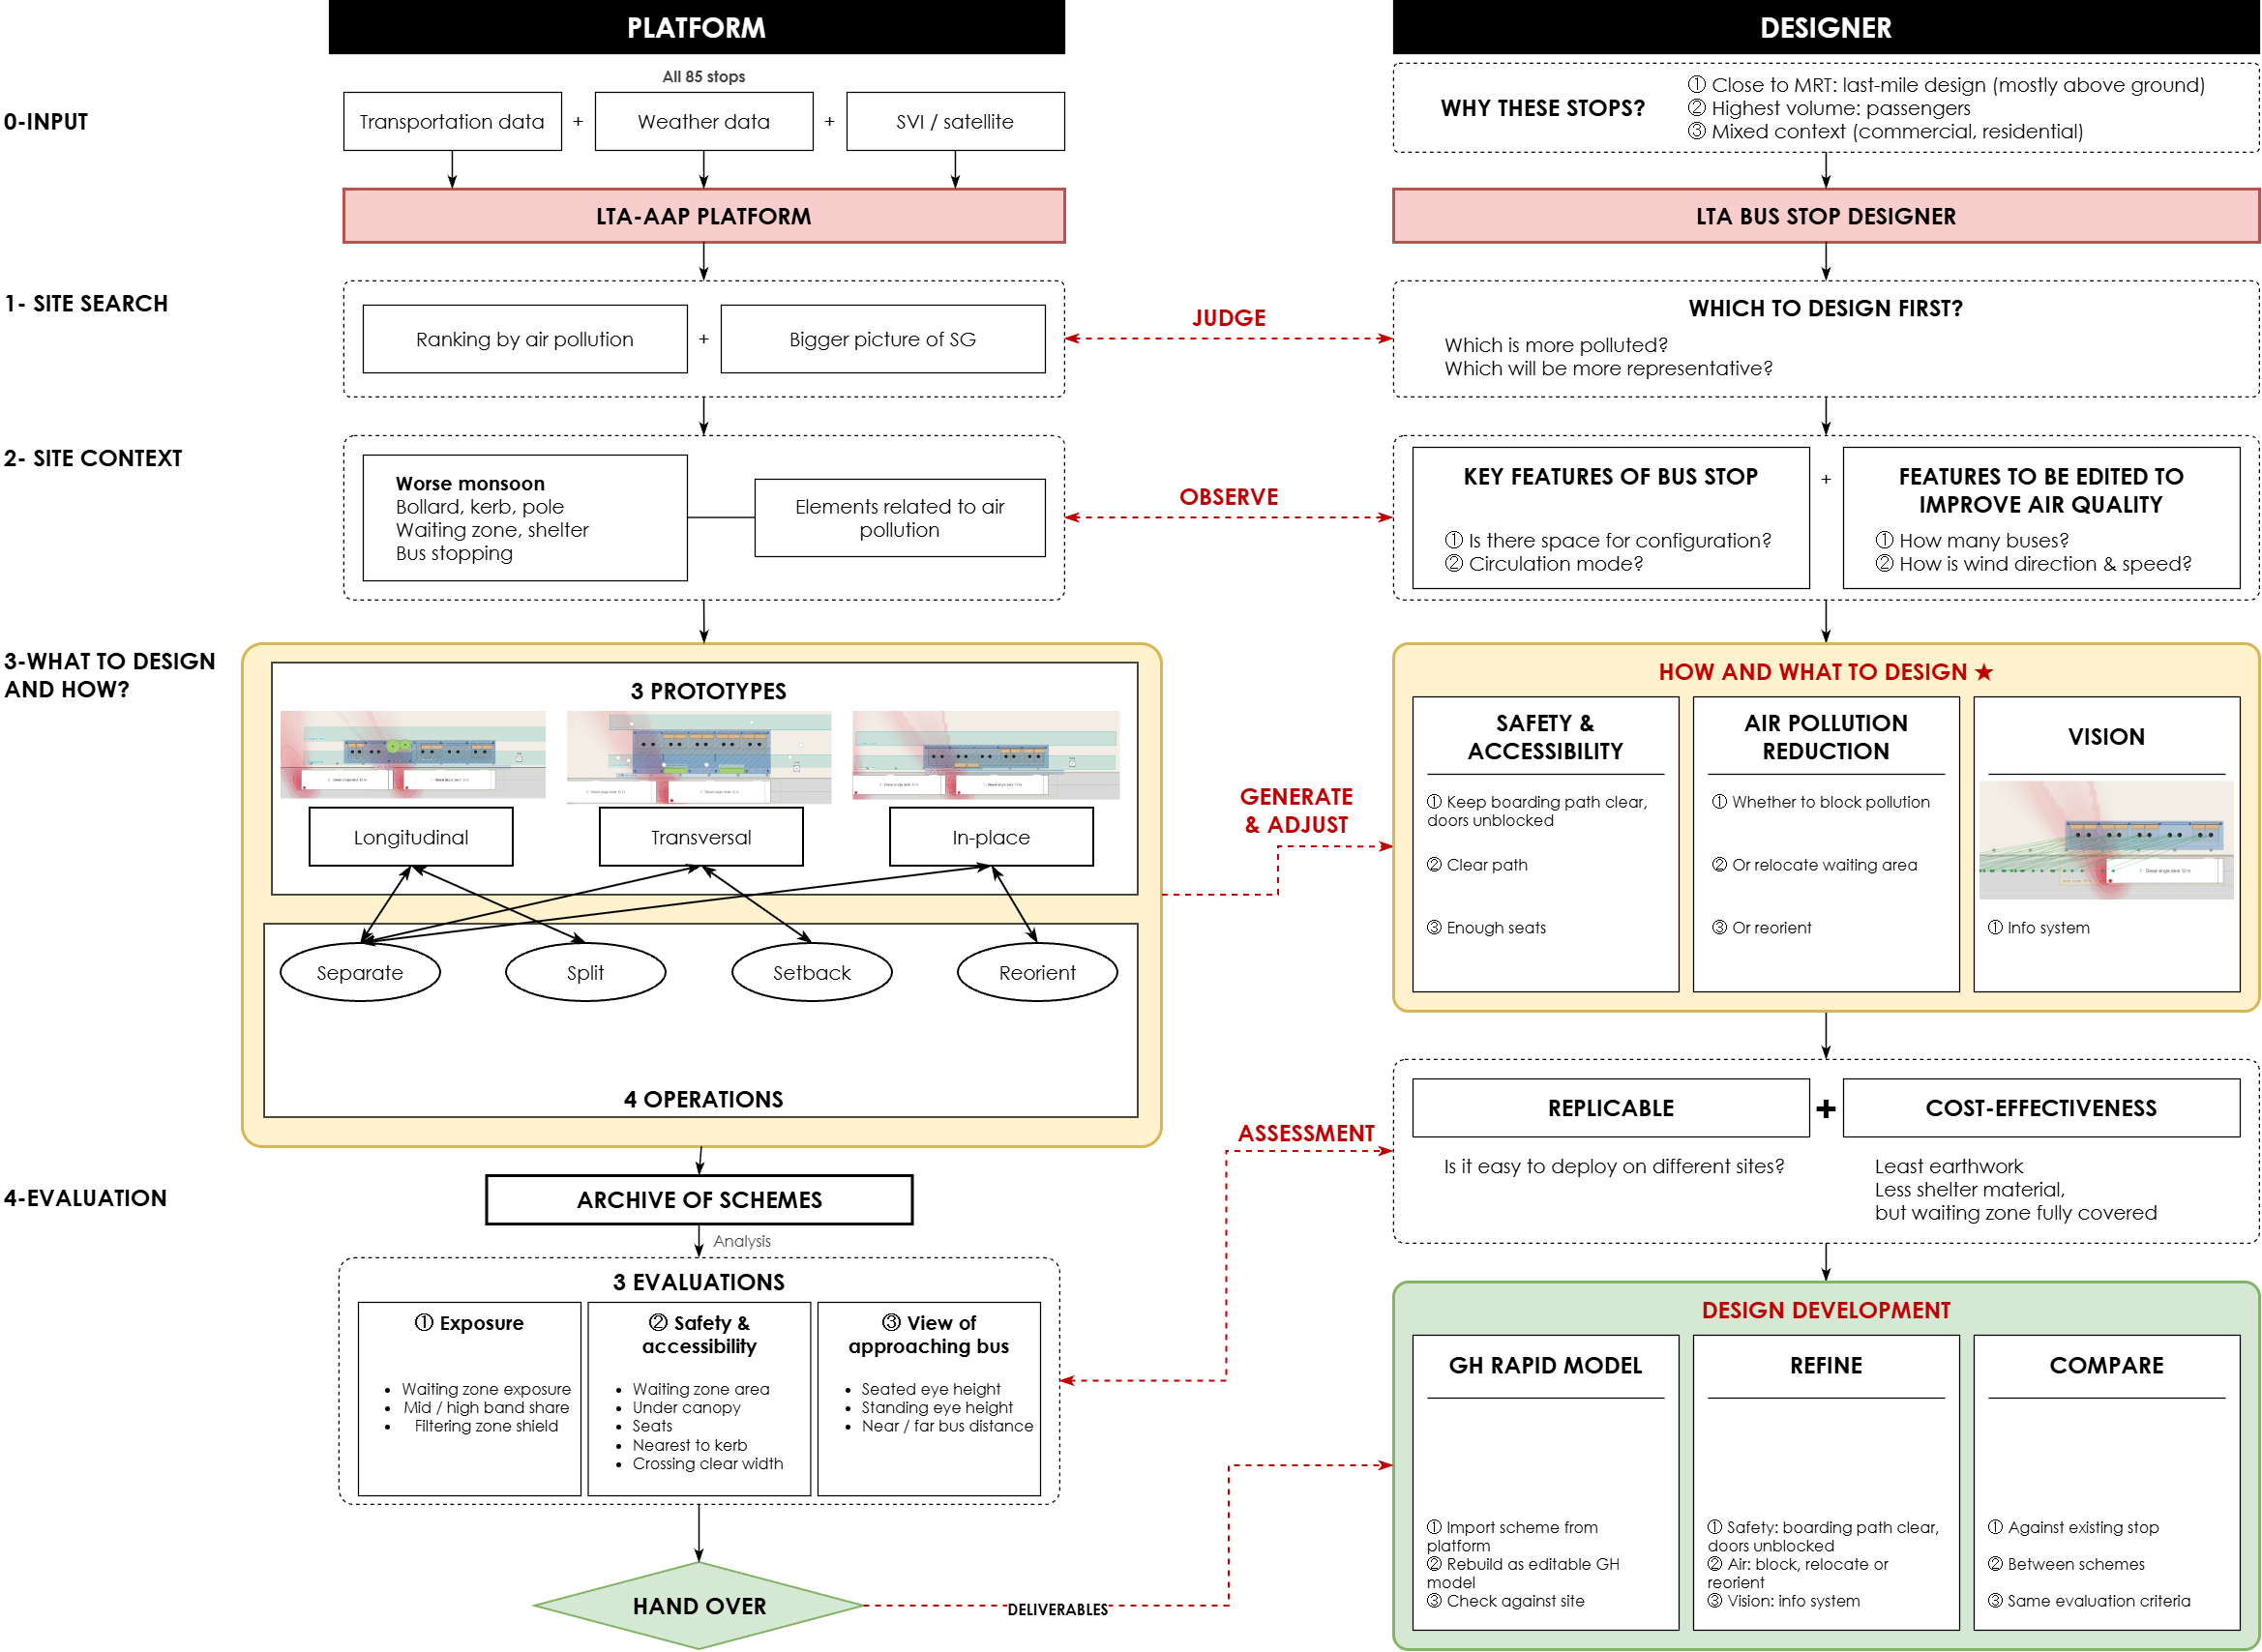 PLATFORM
DESIGNER
All 85 stops
0-INPUT
Transportation data
+
Weather data
+
SVI / satellite
WHY THESE STOPS?
① Close to MRT: last-mile design (mostly above ground)
② Highest volume: passengers
③ Mixed context (commercial, residential)
LTA-AAP PLATFORM
LTA BUS STOP DESIGNER
1- SITE SEARCH
Ranking by air pollution
+
Bigger picture of SG
JUDGE
WHICH TO DESIGN FIRST?
Which is more polluted?
Which will be more representative?
2- SITE CONTEXT
Worse monsoon
Bollard, kerb, pole
Waiting zone, shelter
Bus stopping
Elements related to air
pollution
OBSERVE
KEY FEATURES OF BUS STOP
① Is there space for configuration?
② Circulation mode?
+
FEATURES TO BE EDITED TO
IMPROVE AIR QUALITY
① How many buses?
② How is wind direction & speed?
3-WHAT TO DESIGN
AND HOW?
3 PROTOTYPES
Longitudinal
Transversal
In-place
Separate
Split
Setback
Reorient
4 OPERATIONS
GENERATE
& ADJUST
HOW AND WHAT TO DESIGN ★
SAFETY &
ACCESSIBILITY
① Keep boarding path clear,
doors unblocked
② Clear path
③ Enough seats
AIR POLLUTION
REDUCTION
① Whether to block pollution
② Or relocate waiting area
③ Or reorient
VISION
① Info system
4-EVALUATION
ARCHIVE OF SCHEMES
Analysis
ASSESSMENT
REPLICABLE
+
COST-EFFECTIVENESS
Is it easy to deploy on different sites?
Least earthwork
Less shelter material,
but waiting zone fully covered
3 EVALUATIONS
① Exposure
• Waiting zone exposure
• Mid / high band share
• Filtering zone shield
② Safety &
accessibility
• Waiting zone area
• Under canopy
• Seats
• Nearest to kerb
• Crossing clear width
③ View of
approaching bus
• Seated eye height
• Standing eye height
• Near / far bus distance
HAND OVER
DELIVERABLES
DESIGN DEVELOPMENT
GH RAPID MODEL
① Import scheme from
platform
② Rebuild as editable GH
model
③ Check against site
REFINE
① Safety: boarding path clear,
doors unblocked
② Air: block, relocate or
reorient
③ Vision: info system
COMPARE
① Against existing stop
② Between schemes
③ Same evaluation criteria